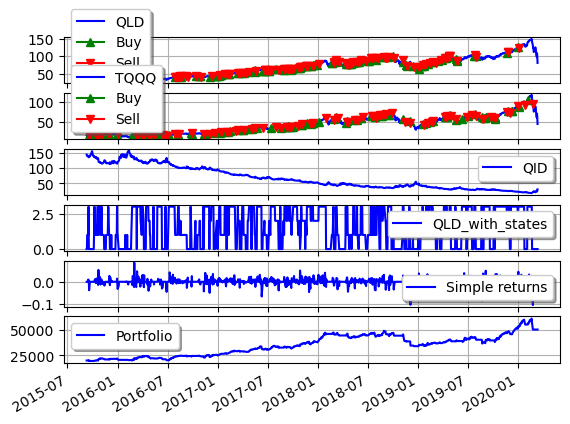 QLD
Buy
Sell
150
100
50
TQQQ
Buy
Sell
100
50
QID
150
100
50
QLD_with_states
2.5
0.0
Simple returns
0.0
−0.1
Portfolio
50000
25000
2015-07
2016-01
2016-07
2017-01
2017-07
2018-01
2018-07
2019-01
2019-07
2020-01